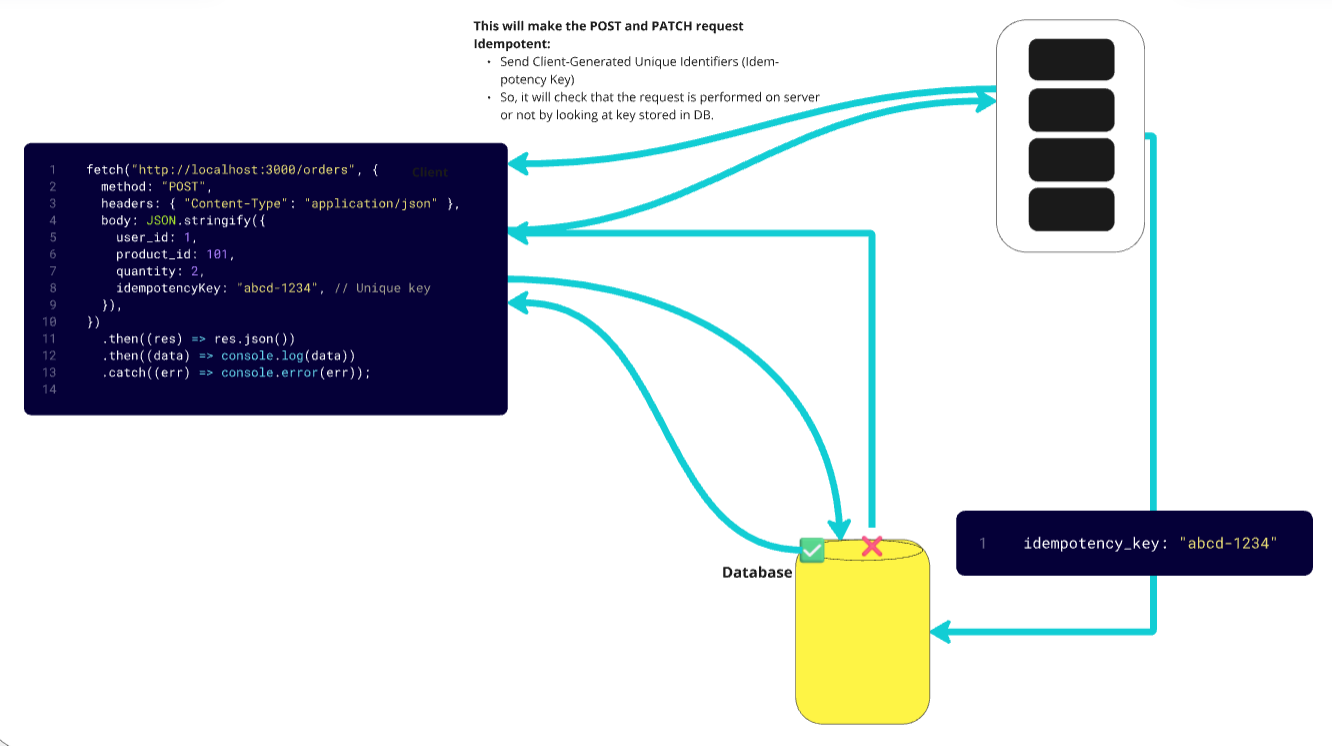 This will make the POST and PATCH request
Idempotent:
• Send Client-Generated Unique Identifiers (Idem-
potency Key)
• So, it will check that the request is performed on server
or not by looking at key stored in DB.
Client
1 fetch("http://localhost:3000/orders", {
2 method: "POST",
3 headers: { "Content-Type": "application/json" },
4 body: JSON.stringify({
5 user_id: 1,
6 product_id: 101,
7 quantity: 2,
8 idempotencyKey: "abcd-1234", // Unique key
9 }),
10 })
11 .then((res) => res.json())
12 .then((data) => console.log(data))
13 .catch((err) => console.error(err));
14
1 idempotency_key: "abcd-1234"
Database